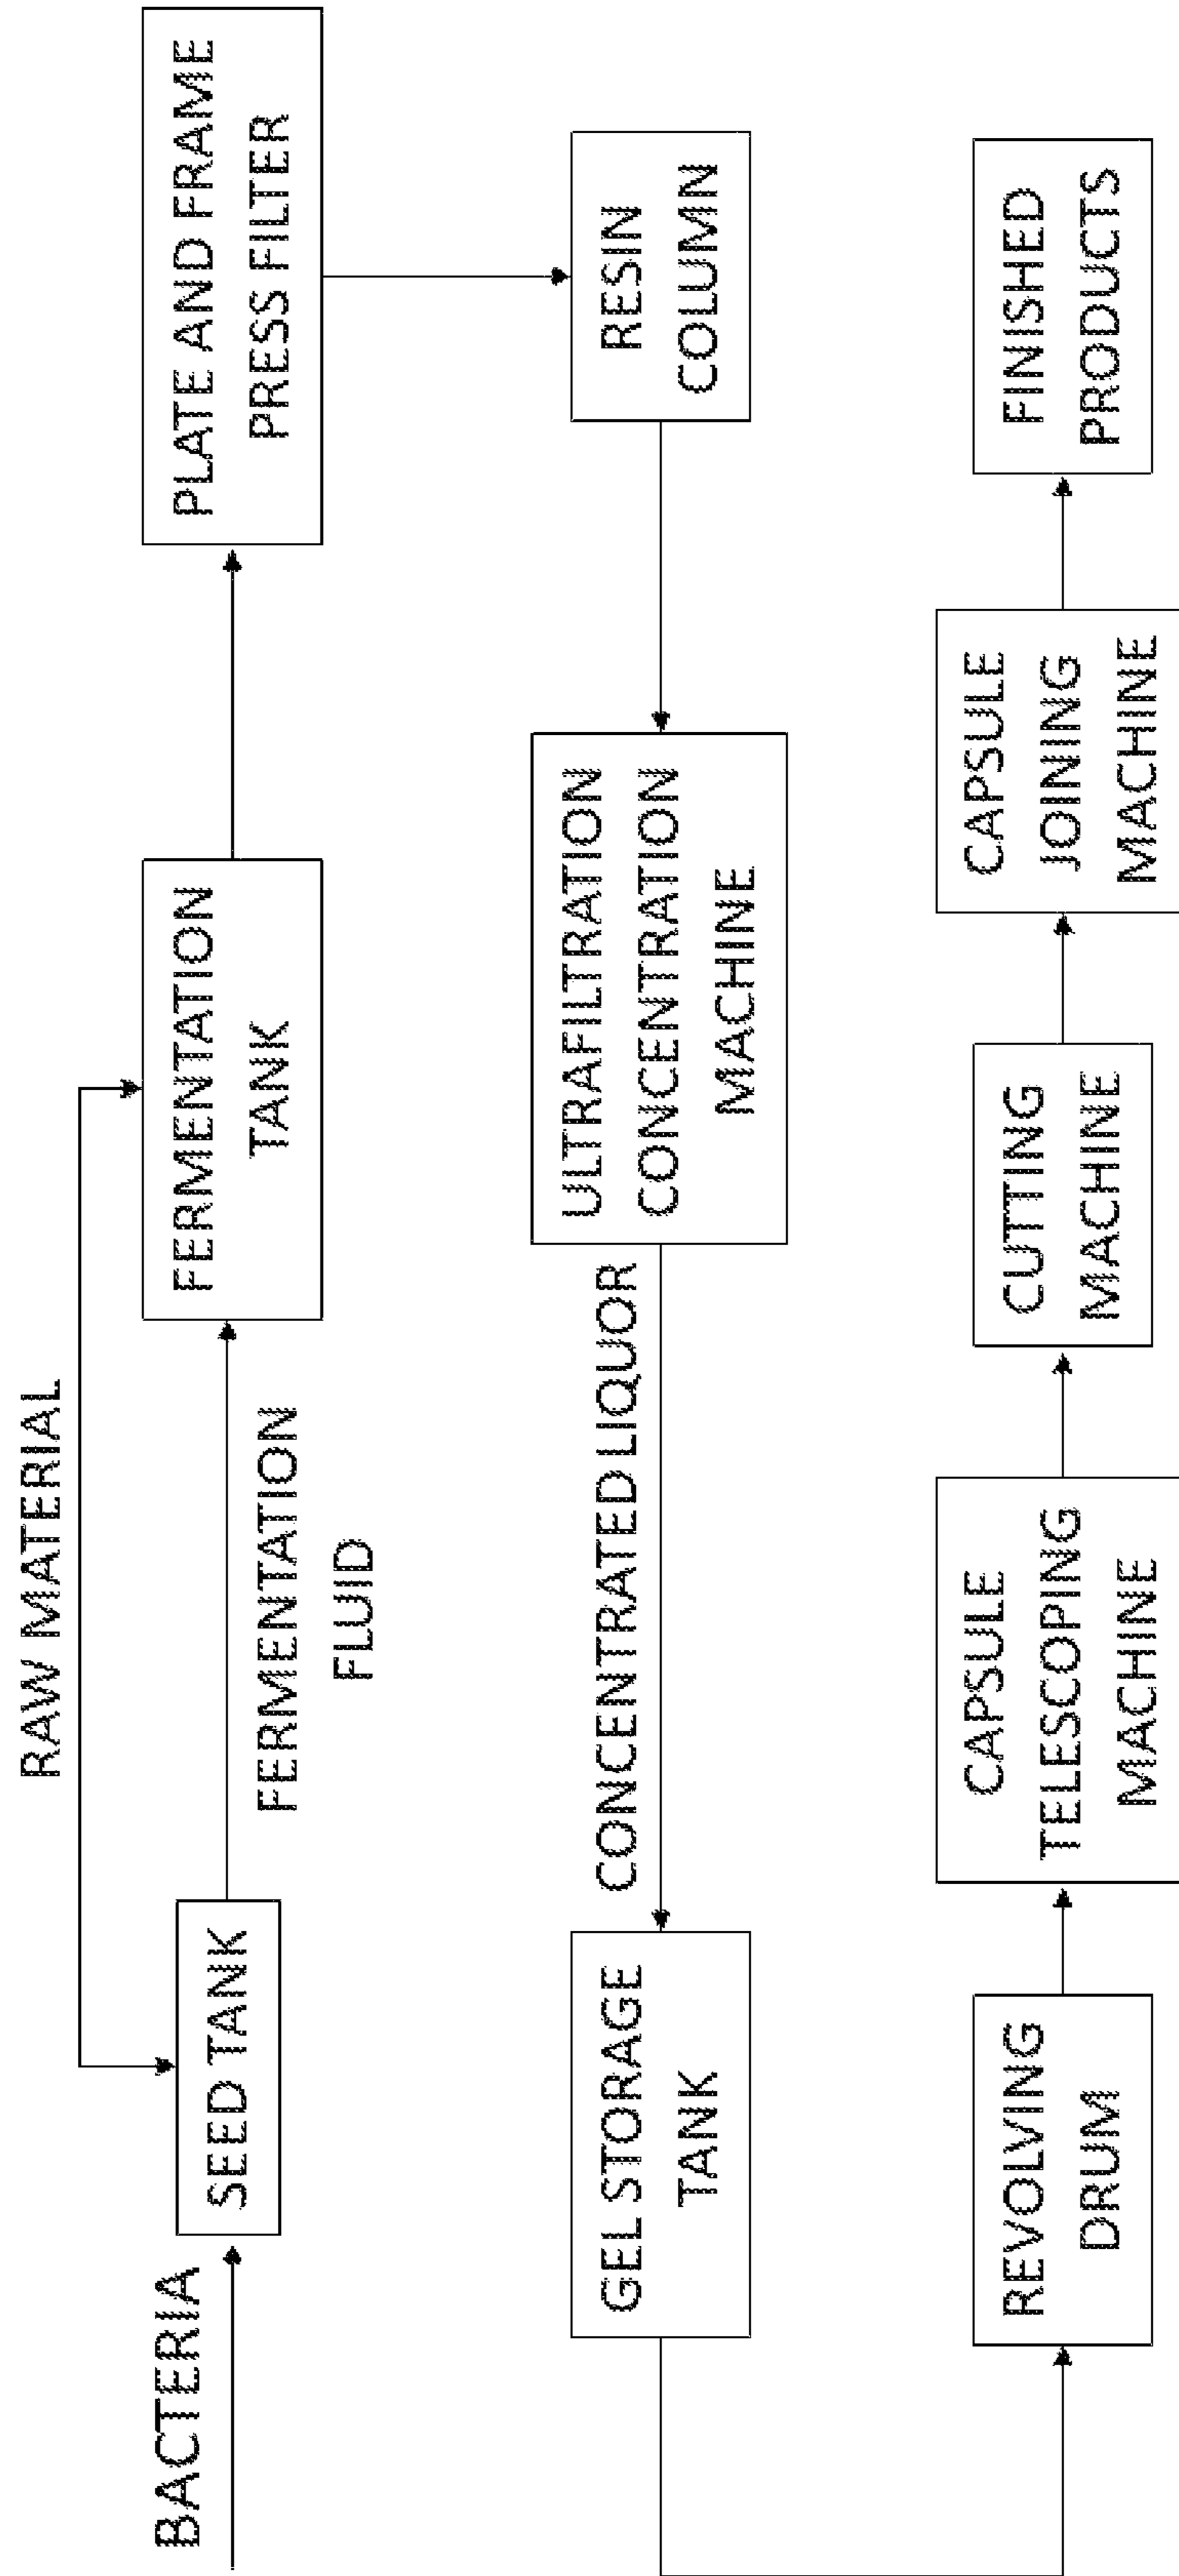 RAW MATERIAL
BACTERIA
SEED TANK
FERMENTATION
FLUID
FERMENTATION
TANK
PLATE AND FRAME
PRESS FILTER
RESIN
COLUMN
ULTRAFILTRATION
CONCENTRATION
MACHINE
CONCENTRATED LIQUOR
GEL STORAGE
TANK
REVOLVING
DRUM
CAPSULE
TELESCOPING
MACHINE
CUTTING
MACHINE
CAPSULE
JOINING
MACHINE
FINISHED
PRODUCTS